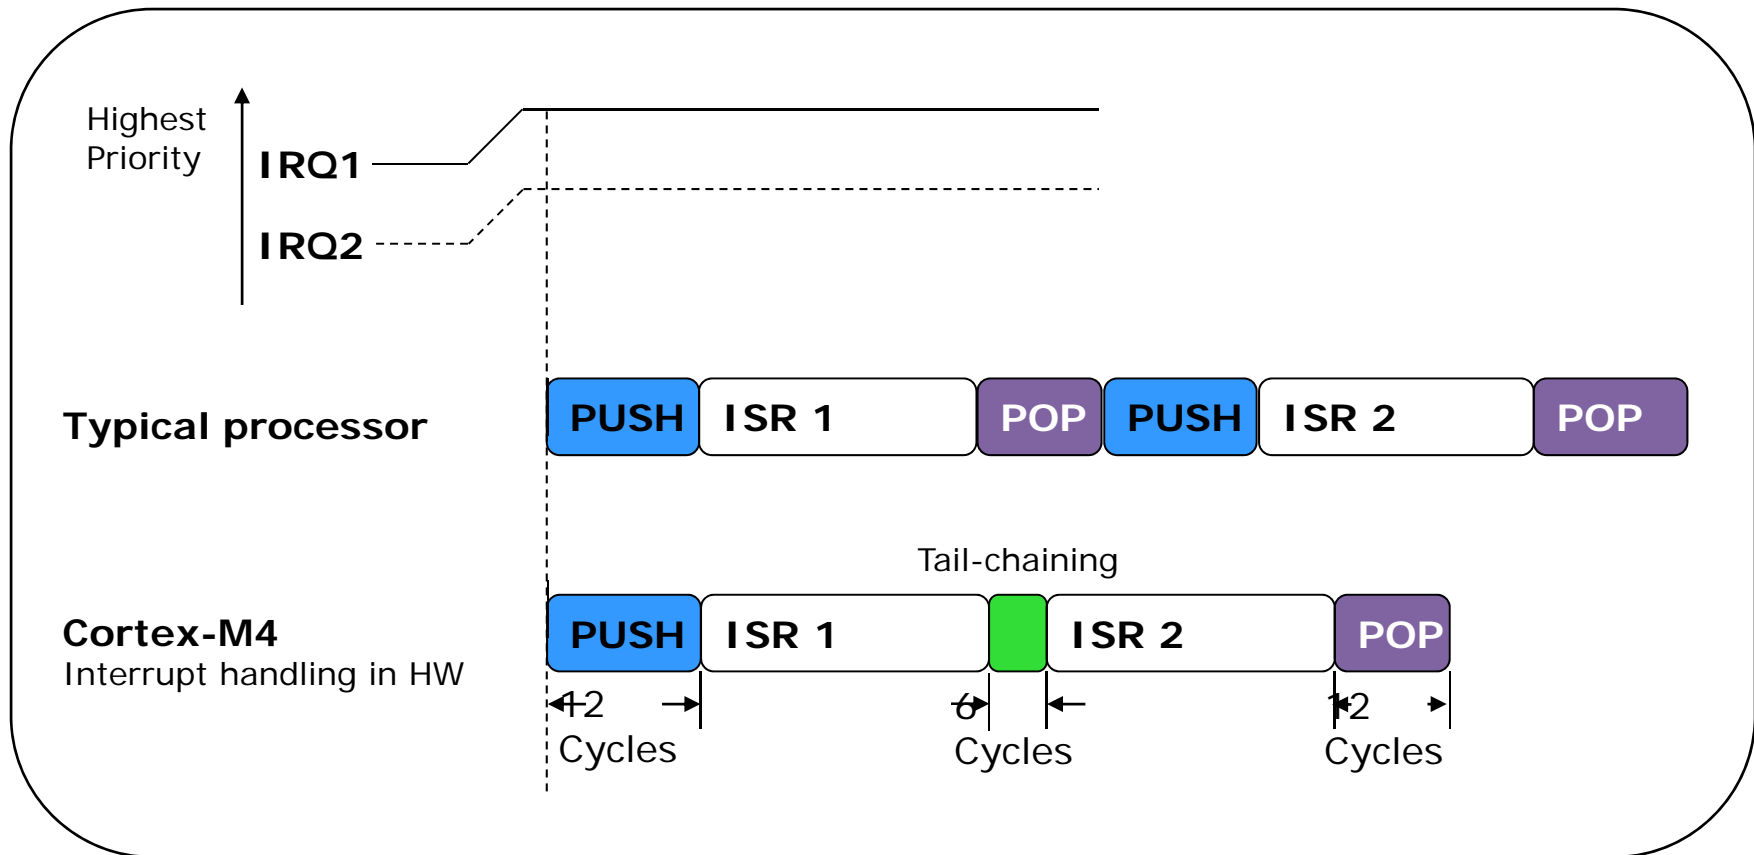 Highest
Priority
IRQ1
IRQ2
Typical processor
PUSH ISR 1 POP PUSH ISR 2 POP
Tail-chaining
Cortex-M4
Interrupt handling in HW
PUSH ISR 1 ISR 2 POP
12 6 12
Cycles Cycles Cycles